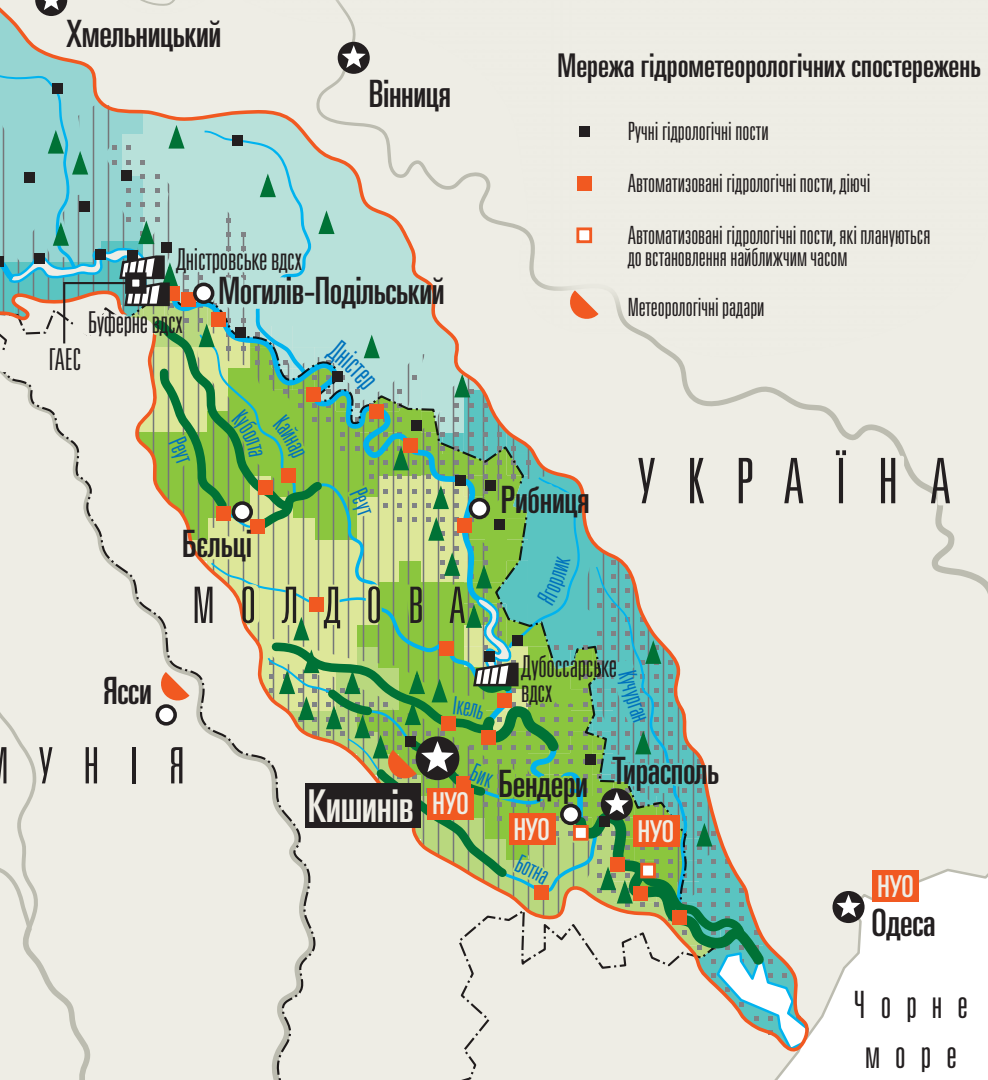 Хмельницький
Вінниця
Мережа гідрометеорологічних спостережень
Ручні гідрологічні пости
Автоматизовані гідрологічні пости, діючі
Автоматизовані гідрологічні пости, які плануються
до встановлення найближчим часом
Метеорологічні радари
Дністровське вдсх
Могилів-Подільський
Буферне вдсх
ГАЕС
Дністер
Реут
Куболта
Кайнар
Реут
Бєльці
Рибниця
УКРАЇНА
Ягорлик
МОЛДОВА
Дубоссарське
вдсх
Кучурган
Ясси
Ікель
МУНІЯ
Бик
Бендери
Тирасполь
Кишинів
НУО
НУО
НУО
Ботна
НУО
Одеса
Чорне
море